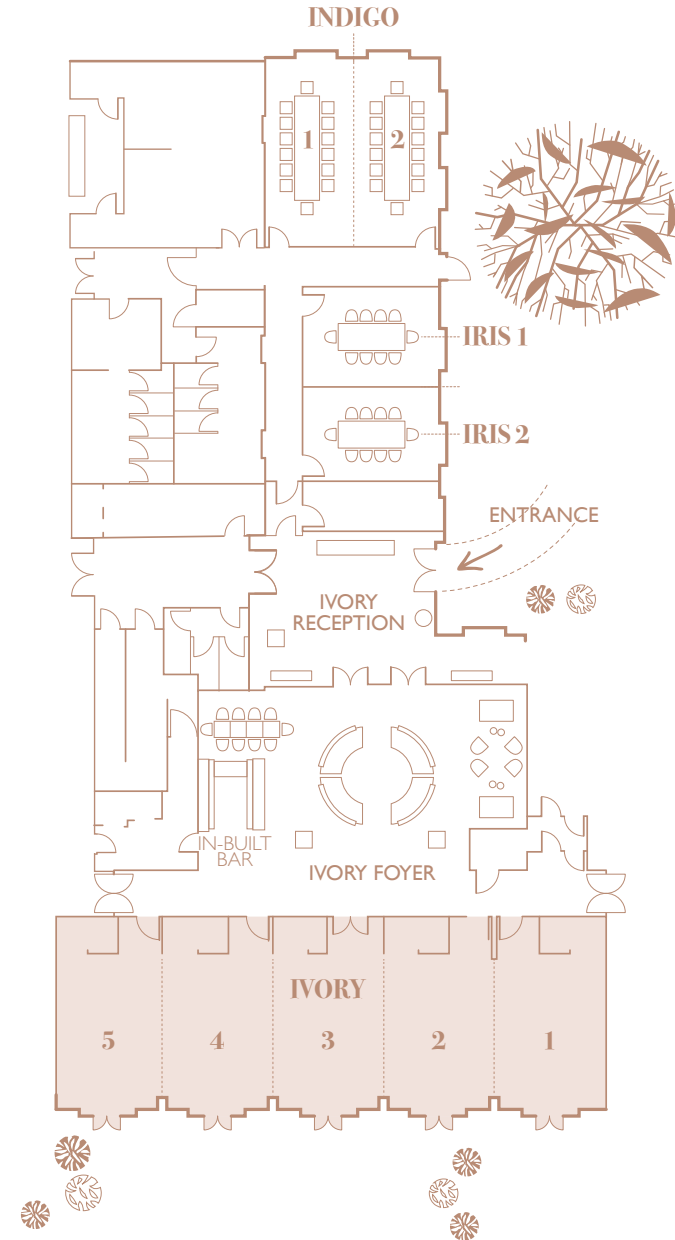 INDIGO
1
2
IRIS 1
IRIS 2
ENTRANCE
IVORY
RECEPTION
IN-BUILT
BAR
IVORY FOYER
IVORY
5
4
3
2
1